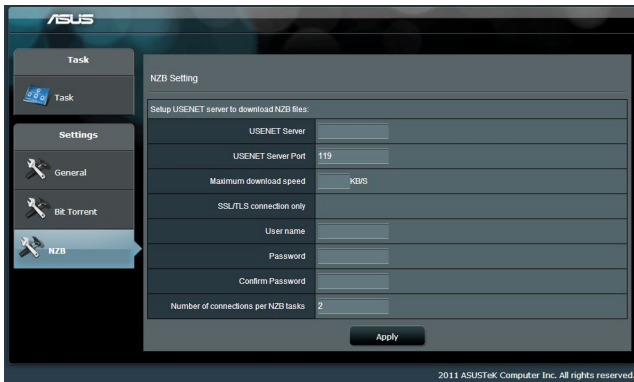 ASUS
Task
Task
Settings
General
Bit Torrent
NZB
NZB Setting
Setup USENET server to download NZB files:
USENET Server
USENET Server Port 119
Maximum download speed KB/S
SSL/TLS connection only
User name
Password
Confirm Password
Number of connections per NZB tasks 2
Apply
2011 ASUSTeK Computer Inc. All rights reserved.